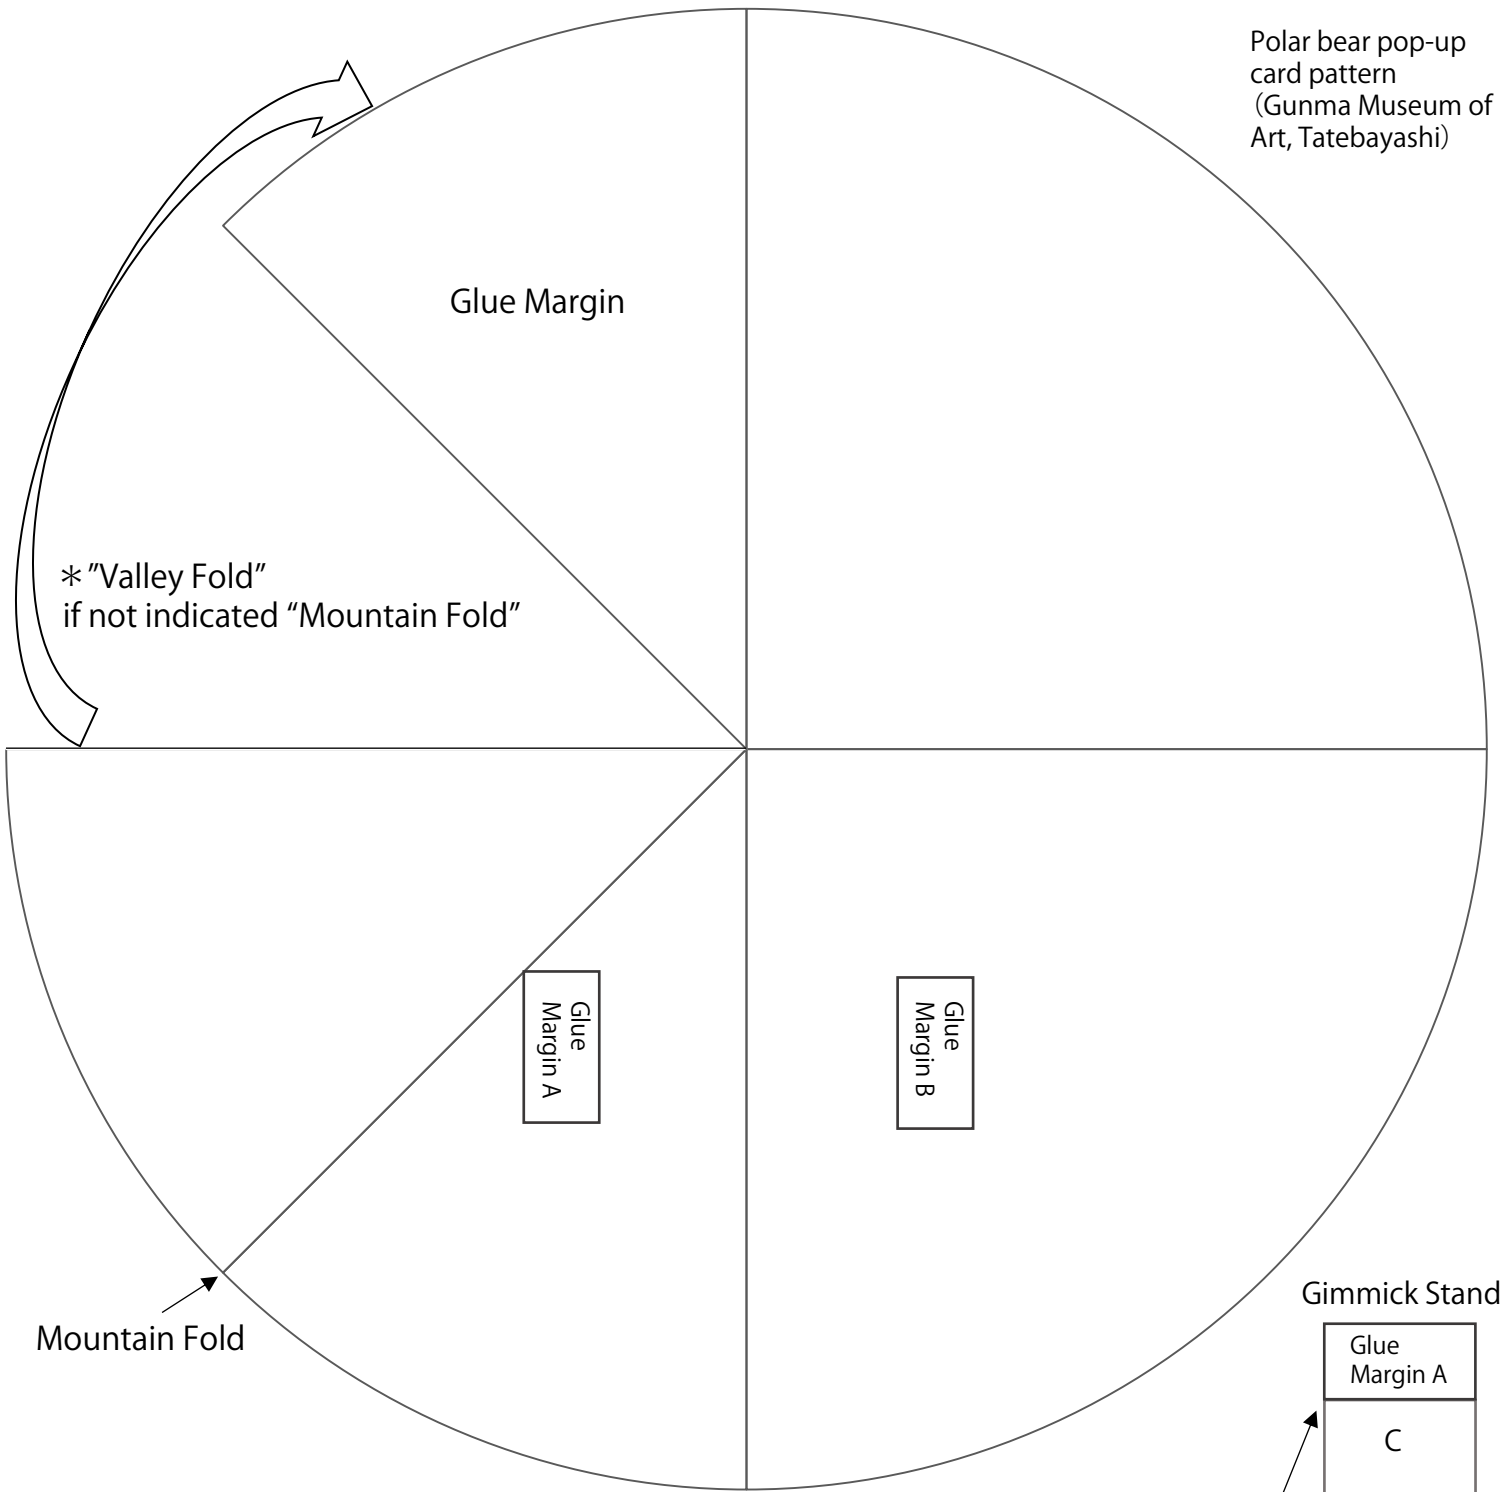 Polar bear pop-up
card pattern
（Gunma Museum of
Art, Tatebayashi）
Glue Margin
＊”Valley Fold”
if not indicated “Mountain Fold”
Glue
Margin A
Glue
Margin B
Mountain Fold
Gimmick Stand
Glue
Margin A
C